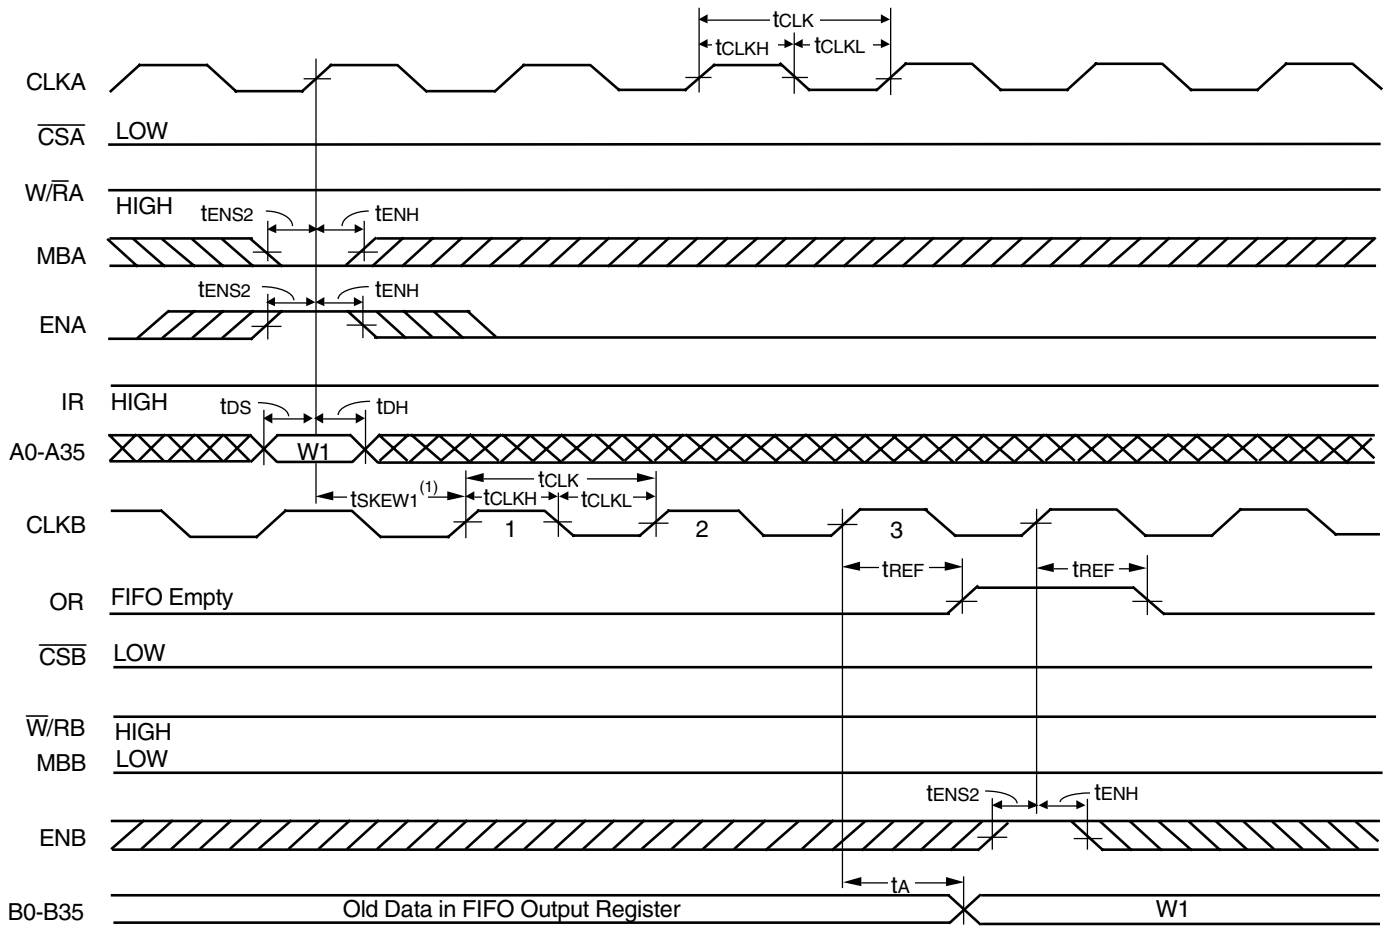 tCLK
tCLKH tCLKL
CLKA
CSA LOW
W/RA
HIGH
tENS2 tENH
MBA
tENS2 tENH
ENA
IR HIGH
tDS tDH
A0-A35 W1
tCLK
tSKEW1(1) tCLKH tCLKL
CLKB 1 2 3
tREF tREF
OR FIFO Empty
CSB LOW
W/RB HIGH
MBB LOW
tENS2 tENH
ENB
tA
B0-B35 Old Data in FIFO Output Register W1